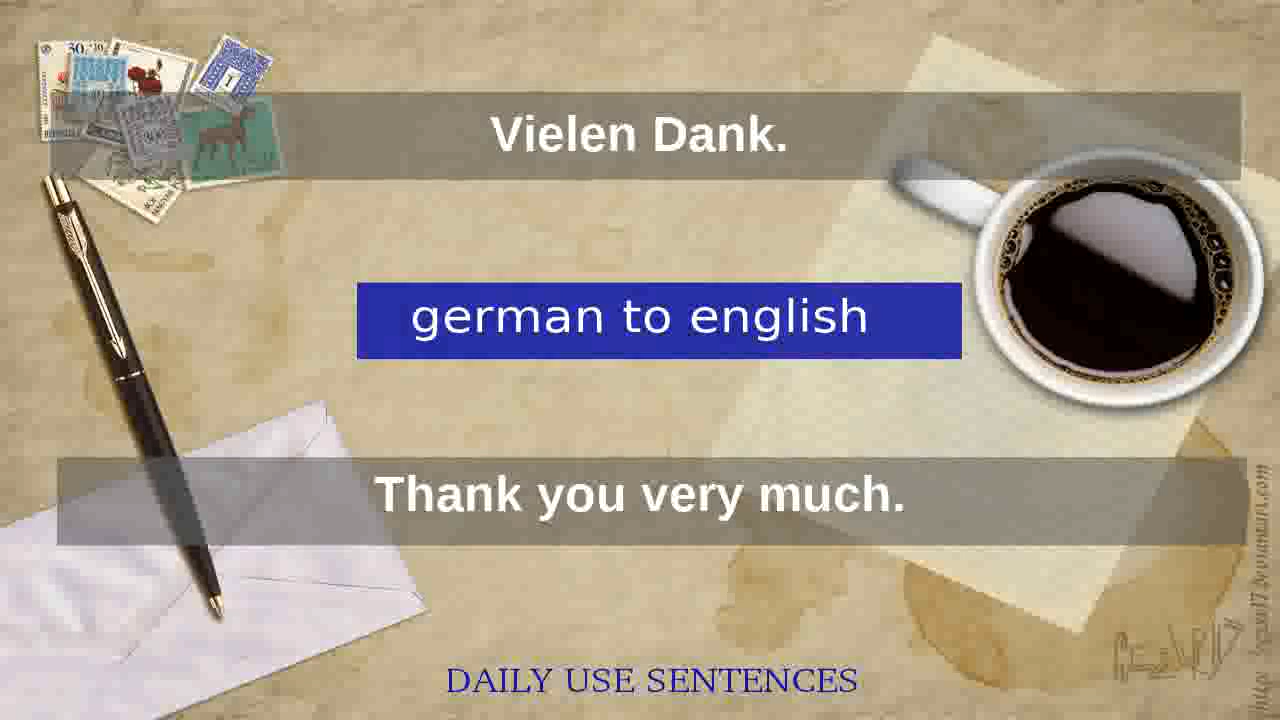 Vielen Dank.
german to english
Thank you very much.
DAILY USE SENTENCES